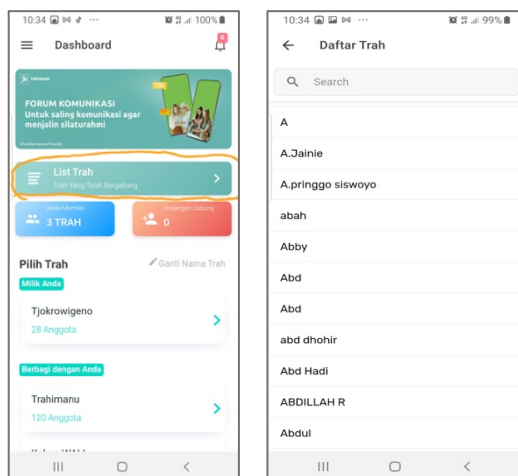 10:34
100%
Dashboard
FORUM KOMUNIKASI
Untuk saling komunikasi agar
menjalin silaturahmi
List Trah
Trah Yang Telah Bergabung
Anda Memiliki
3 TRAH
Undangan Gabung
0
Pilih Trah
Ganti Nama Trah
Milik Anda
Tjokrowigeno
28 Anggota
Berbagi dengan Anda
Trahimanu
120 Anggota
10:34
99%
Daftar Trah
Search
A
A.Jainie
A.pringgo siswoyo
abah
Abby
Abd
Abd
abd dhohir
Abd Hadi
ABDILLAH R
Abdul